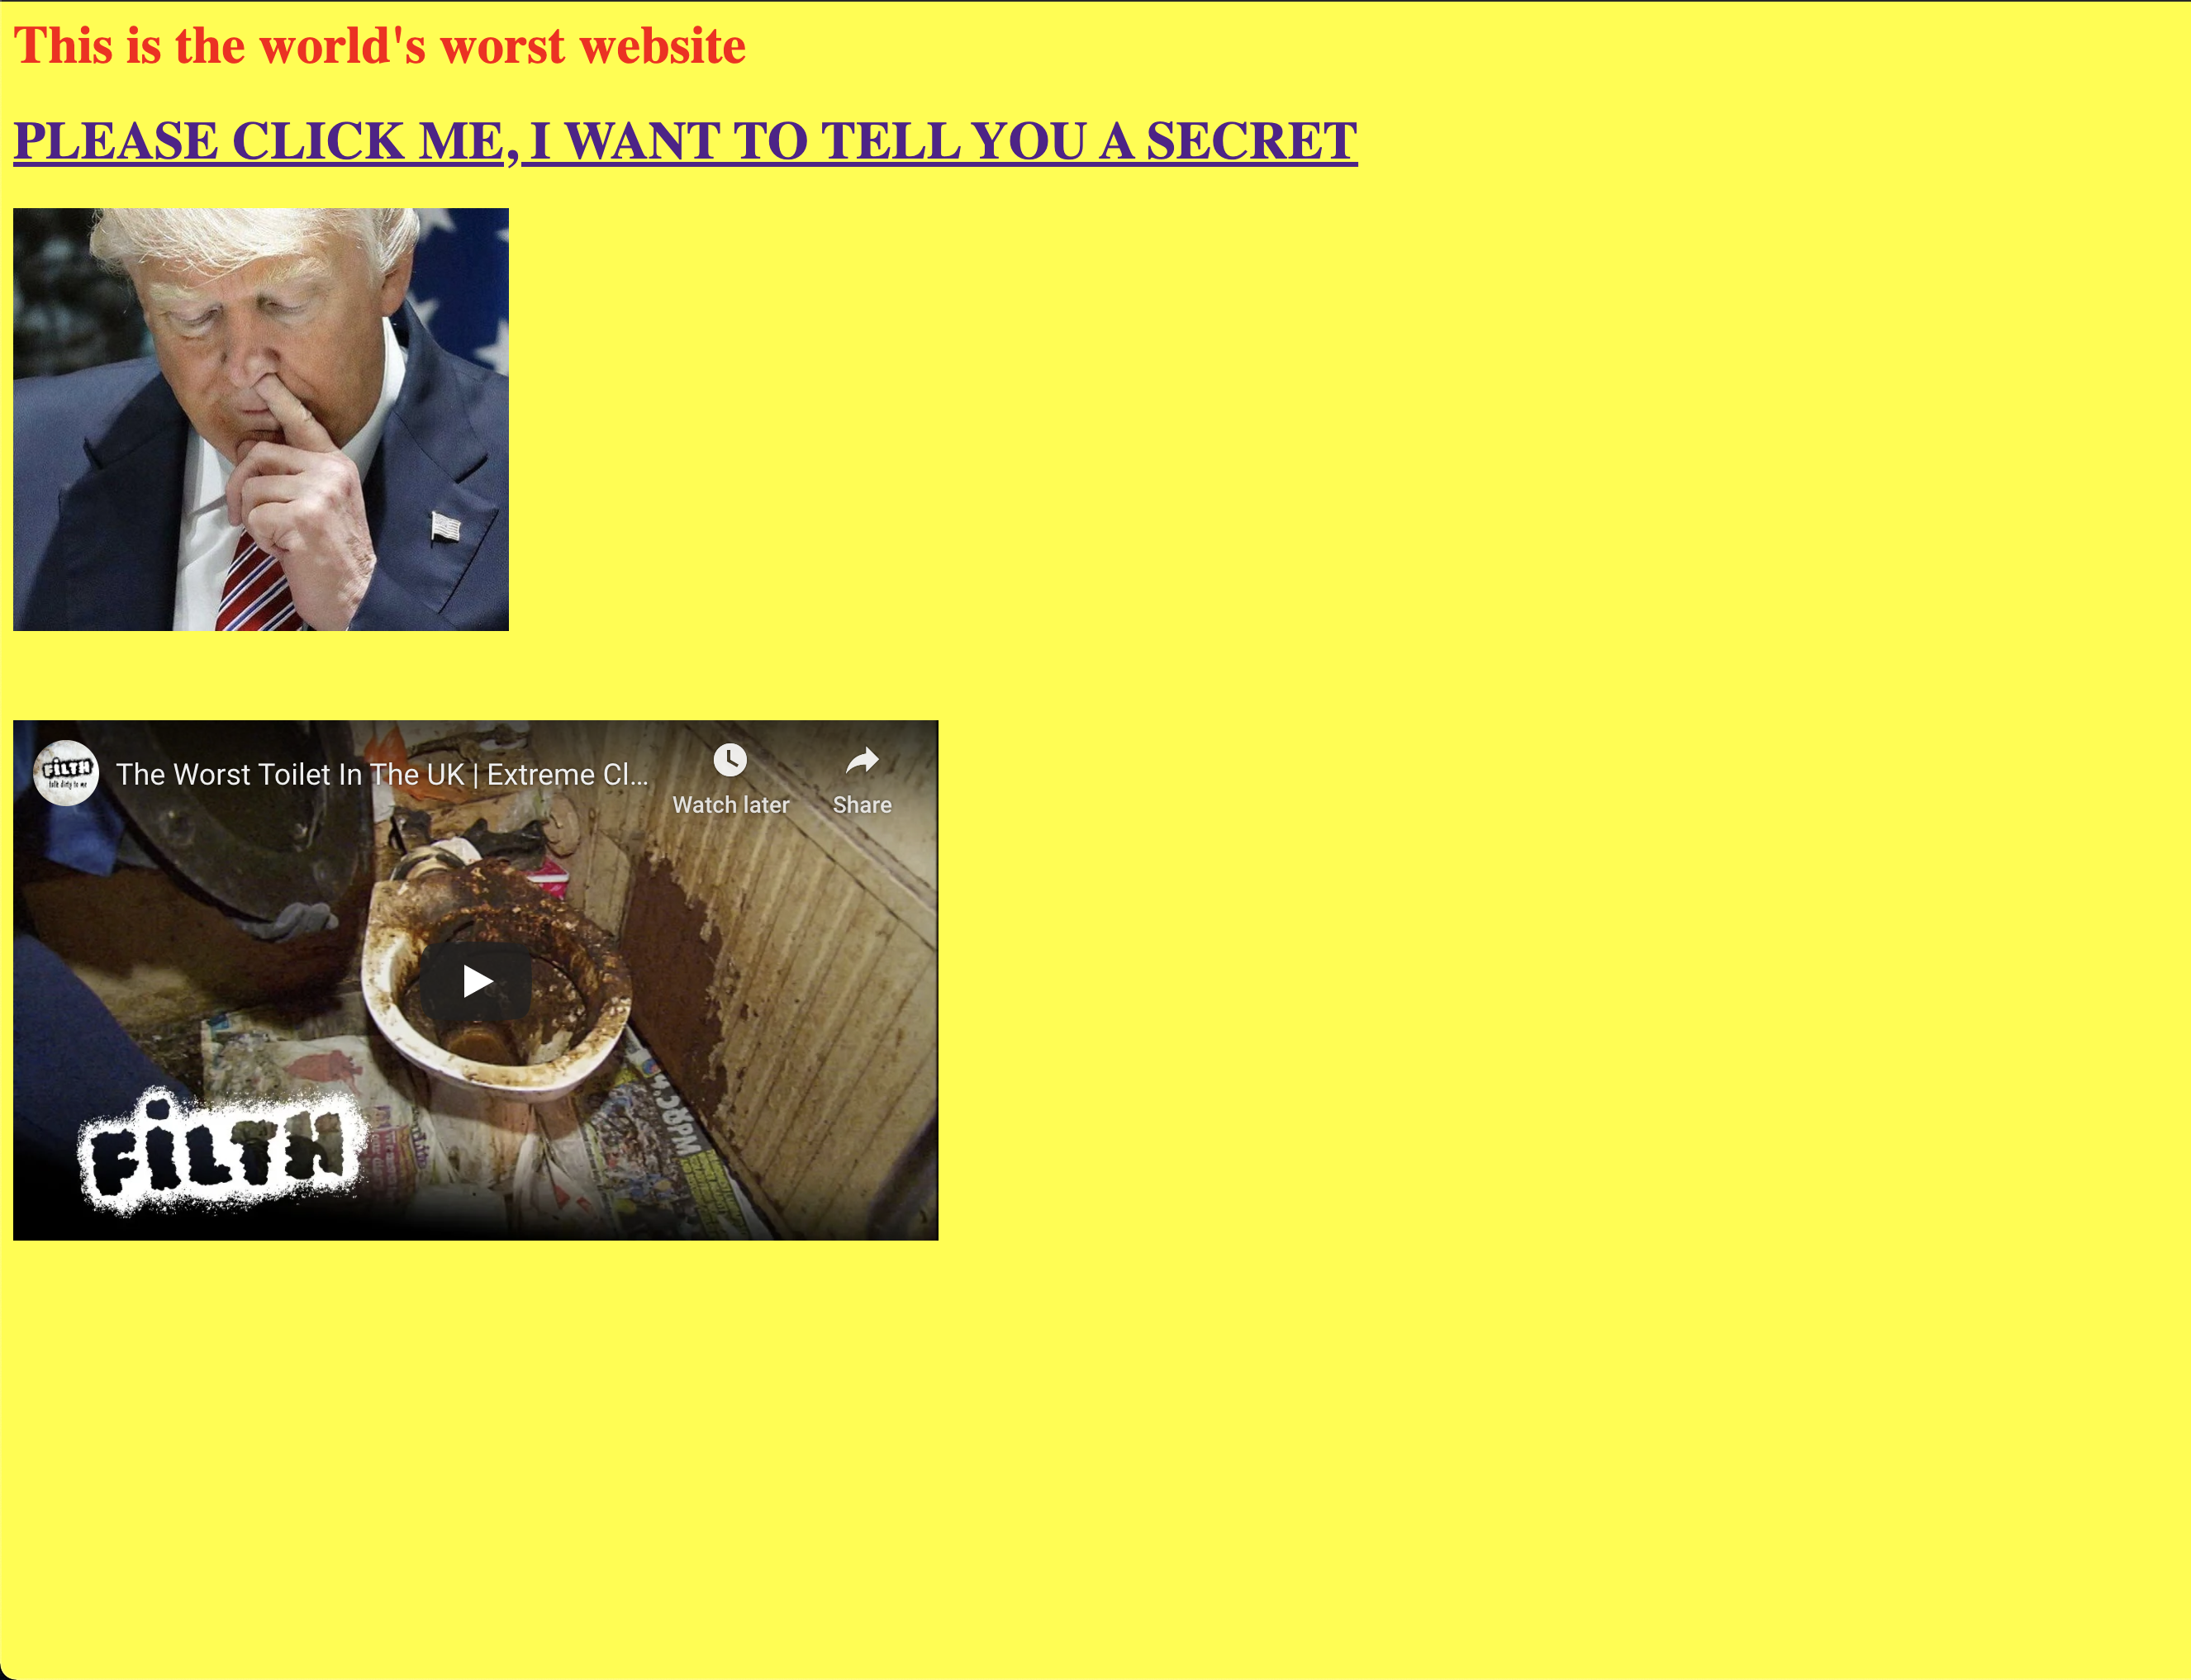 This is the world's worst website
PLEASE CLICK ME, I WANT TO TELL YOU A SECRET
FiLTH
talk dirty to me
The Worst Toilet In The UK | Extreme Cl...
Watch later
Share
FiLTH